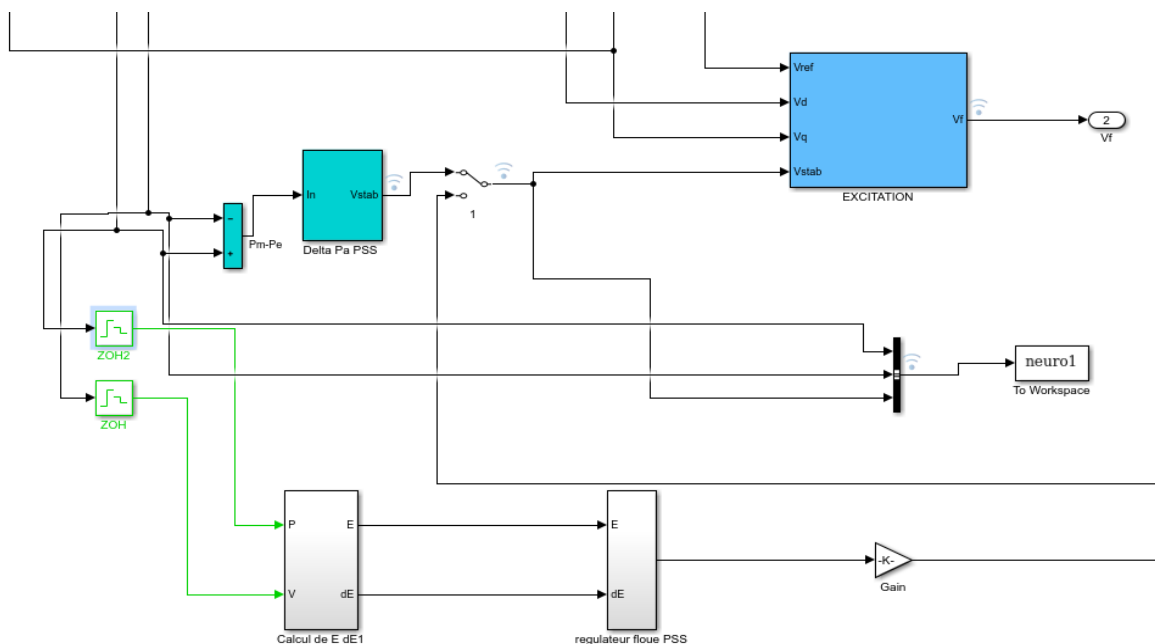 Vref
Vd
Vq
Vstab
Vf
EXCITATION
2
Vf
In
Vstab
Delta Pa PSS
1
−
+
Pm-Pe
ZOH2
ZOH
neuro1
To Workspace
P
V
E
dE
Calcul de E dE1
E
dE
regulateur floue PSS
-K-
Gain